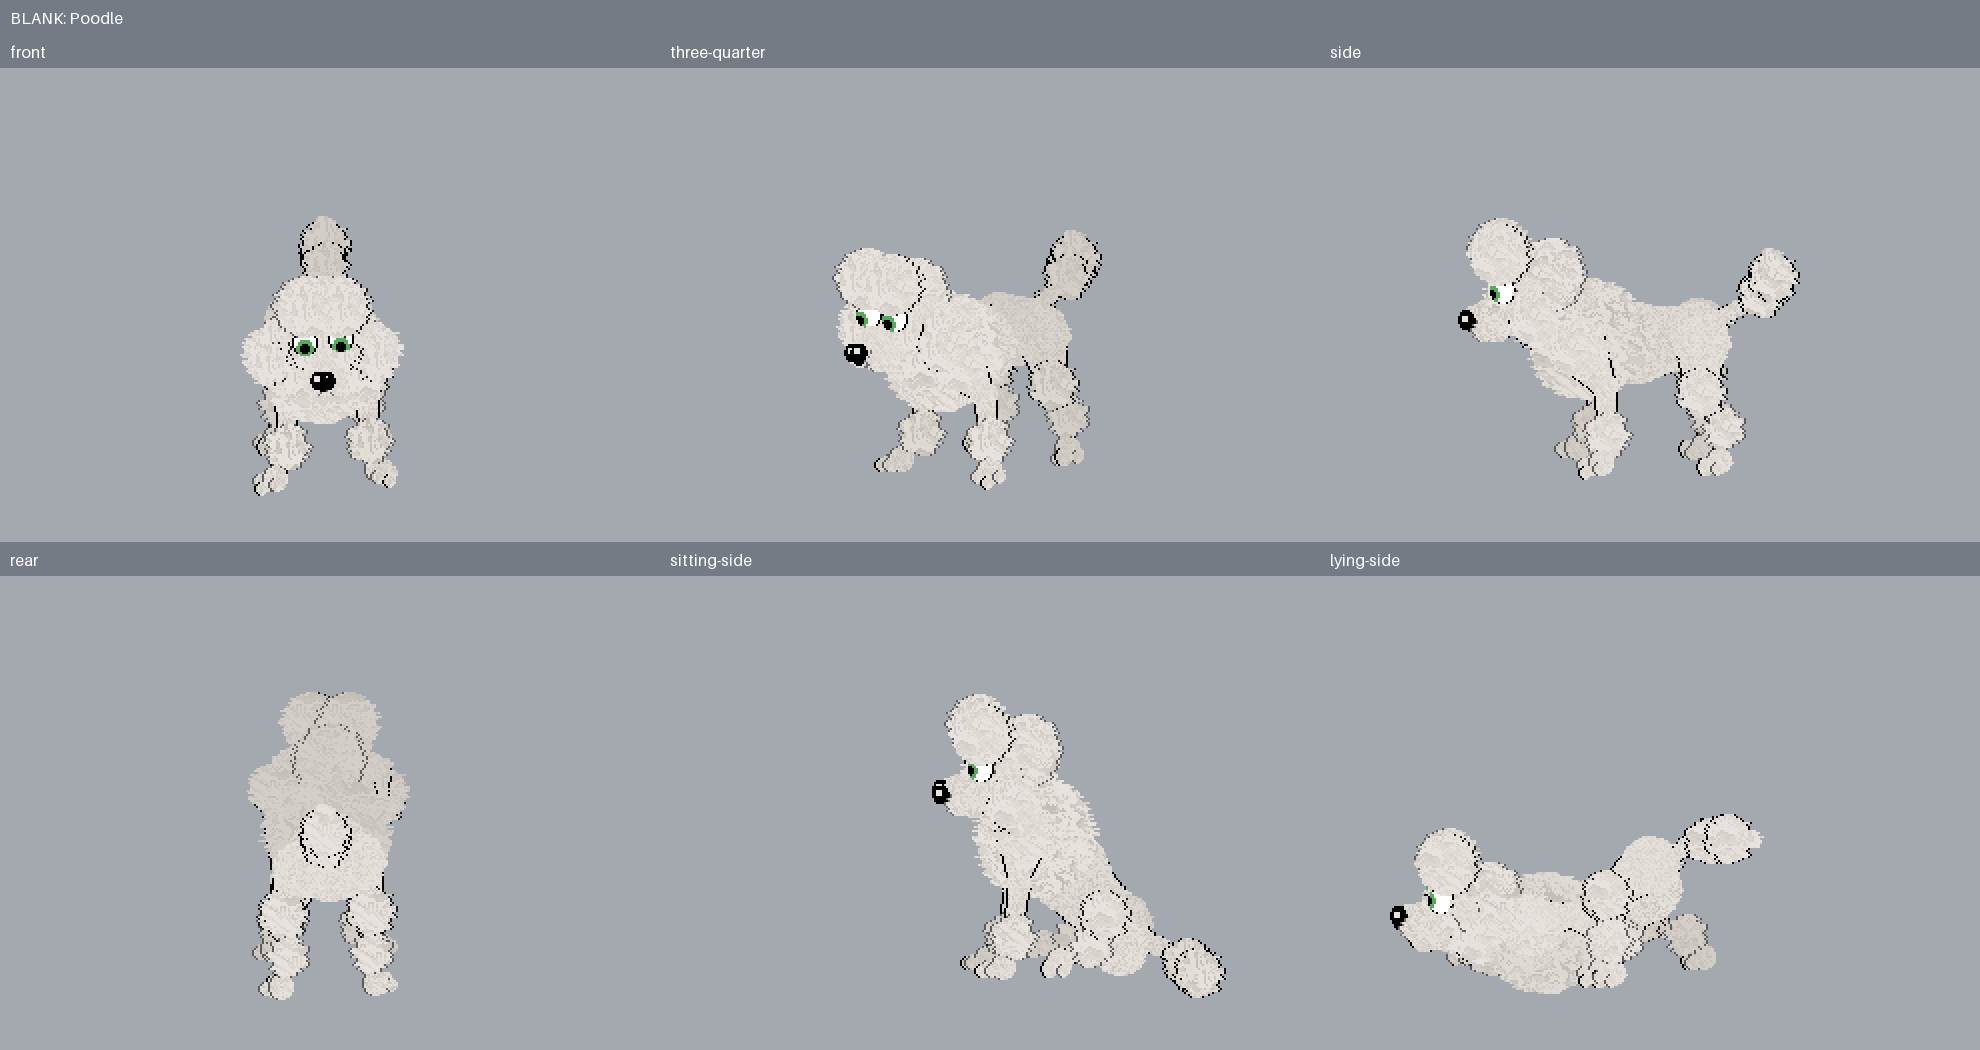 BLANK: Poodle
front
three-quarter
side
rear
sitting-side
lying-side